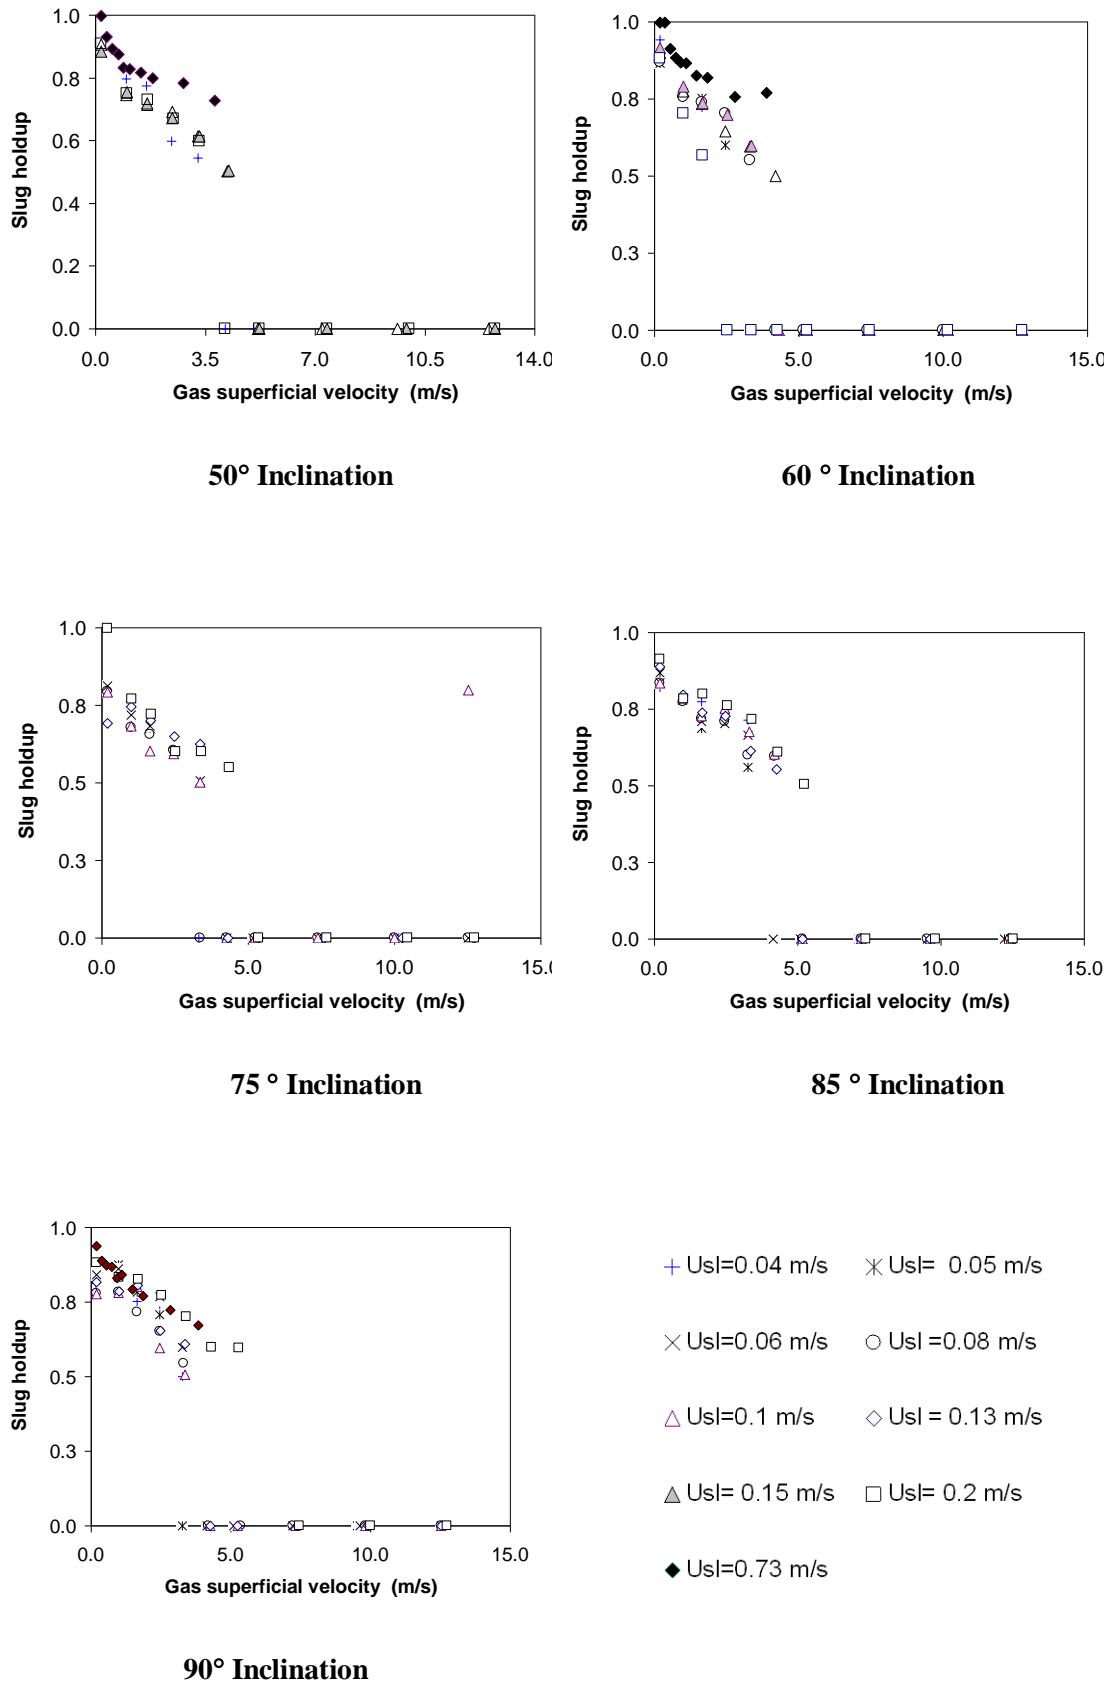 1.0
0.8
0.6
0.4
0.2
0.0
Slug holdup
0.0 3.5 7.0 10.5 14.0
Gas superficial velocity (m/s)
50° Inclination
1.0
0.8
0.5
0.3
0.0
Slug holdup
0.0 5.0 10.0 15.0
Gas superficial velocity (m/s)
60 ° Inclination
1.0
0.8
0.5
0.3
0.0
Slug holdup
0.0 5.0 10.0 15.0
Gas superficial velocity (m/s)
75 ° Inclination
1.0
0.8
0.5
0.3
0.0
Slug holdup
0.0 5.0 10.0 15.0
Gas superficial velocity (m/s)
85 ° Inclination
1.0
0.8
0.5
0.3
0.0
Slug holdup
0.0 5.0 10.0 15.0
Gas superficial velocity (m/s)
90° Inclination
Usl=0.04 m/s
Usl= 0.05 m/s
Usl=0.06 m/s
Usl =0.08 m/s
Usl=0.1 m/s
Usl = 0.13 m/s
Usl= 0.15 m/s
Usl= 0.2 m/s
Usl=0.73 m/s